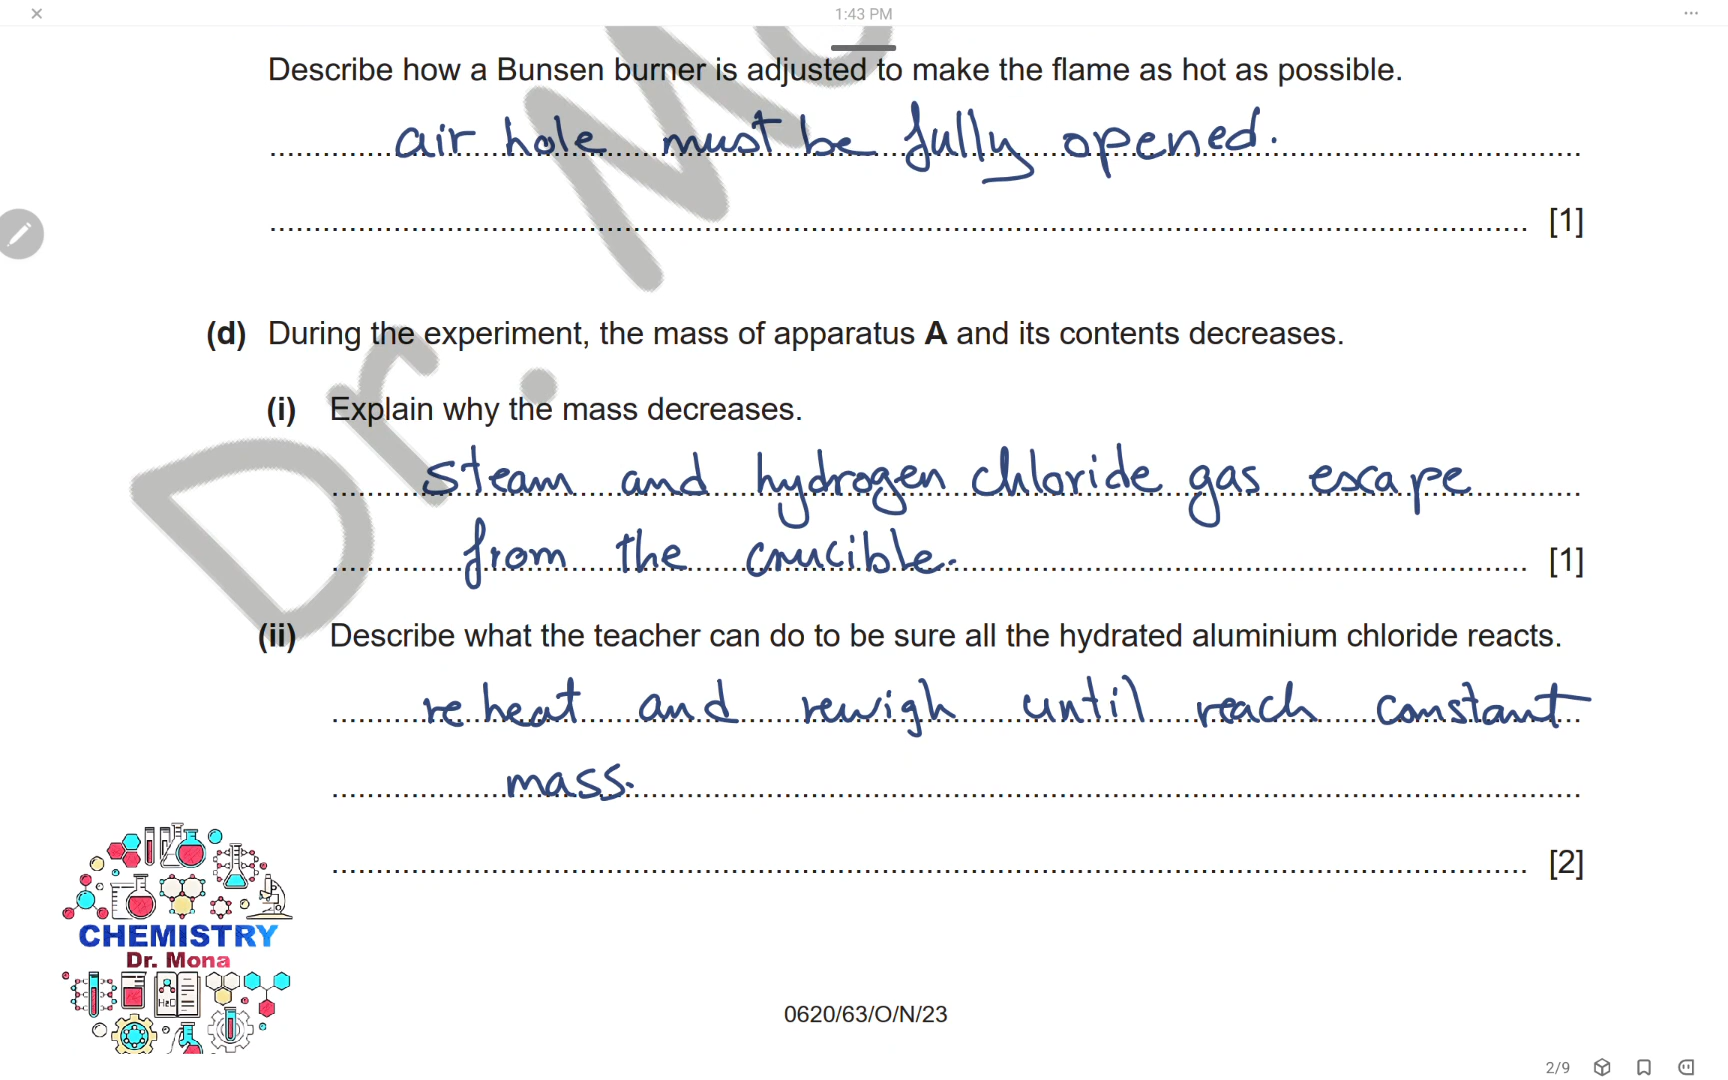 1:43 PM
Describe how a Bunsen burner is adjusted to make the flame as hot as possible.
air hole must be fully opened.
[1]
(d) During the experiment, the mass of apparatus A and its contents decreases.
(i) Explain why the mass decreases.
steam and hydrogen chloride gas escape
from the crucible. [1]
(ii) Describe what the teacher can do to be sure all the hydrated aluminium chloride reacts.
reheat and rewigh until reach constant
mass.
[2]
CHEMISTRY
Dr. Mona
0620/63/O/N/23
2/9